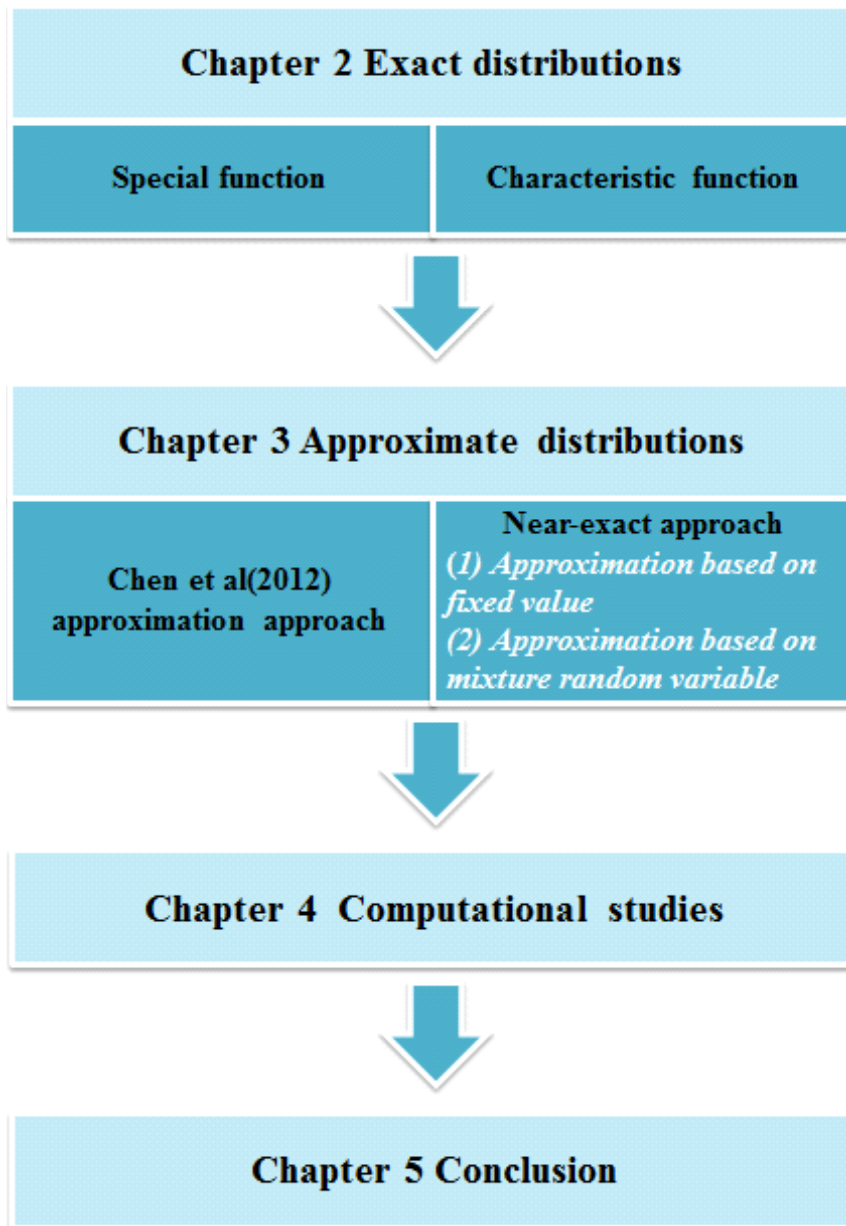 Chapter 2 Exact distributions
Special function
Characteristic function
Chapter 3 Approximate distributions
Chen et al(2012)
approximation approach
Near-exact approach
(1) Approximation based on
fixed value
(2) Approximation based on
mixture random variable
Chapter 4 Computational studies
Chapter 5 Conclusion